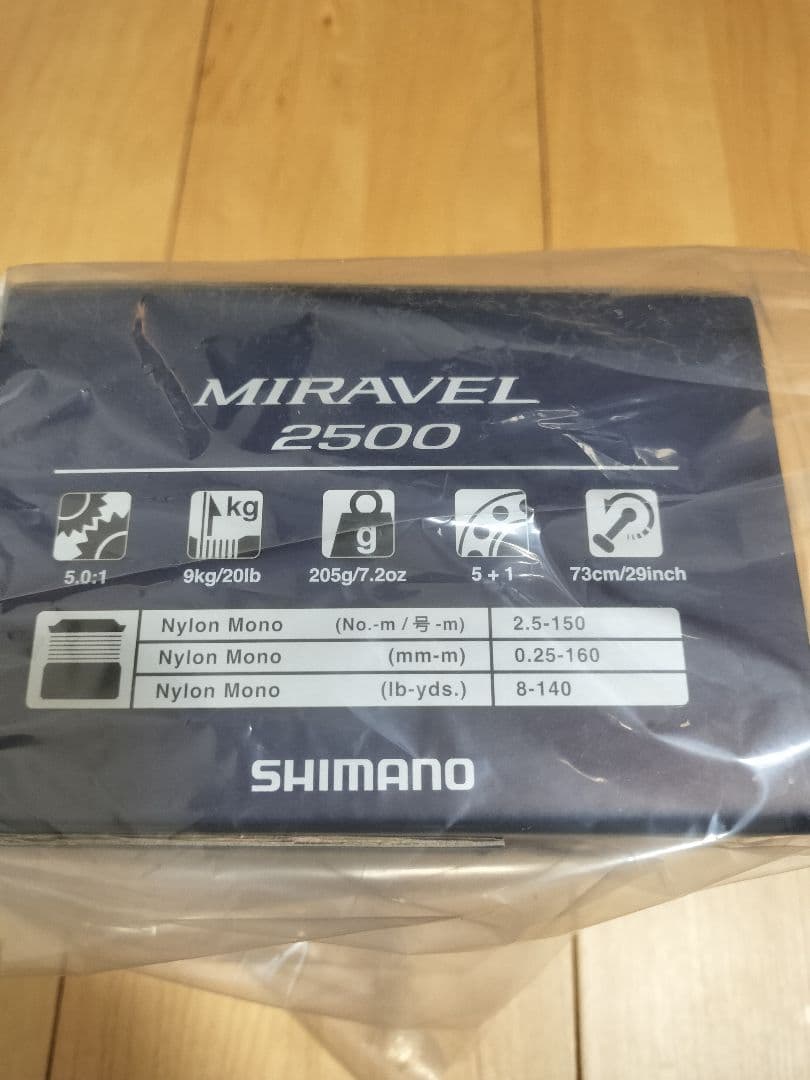 MIRAVEL
2500
kg
g
5.0:1 9kg/20lb 205g/7.2oz 5+1 73cm/29inch
Nylon Mono (No.-m / 号-m) 2.5-150
Nylon Mono (mm-m) 0.25-160
Nylon Mono (lb-yds.) 8-140
SHIMANO